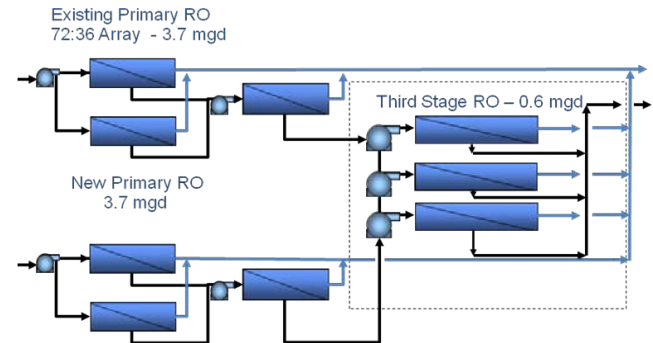 Existing Primary RO
72:36 Array - 3.7 mgd
Third Stage RO – 0.6 mgd
New Primary RO
3.7 mgd